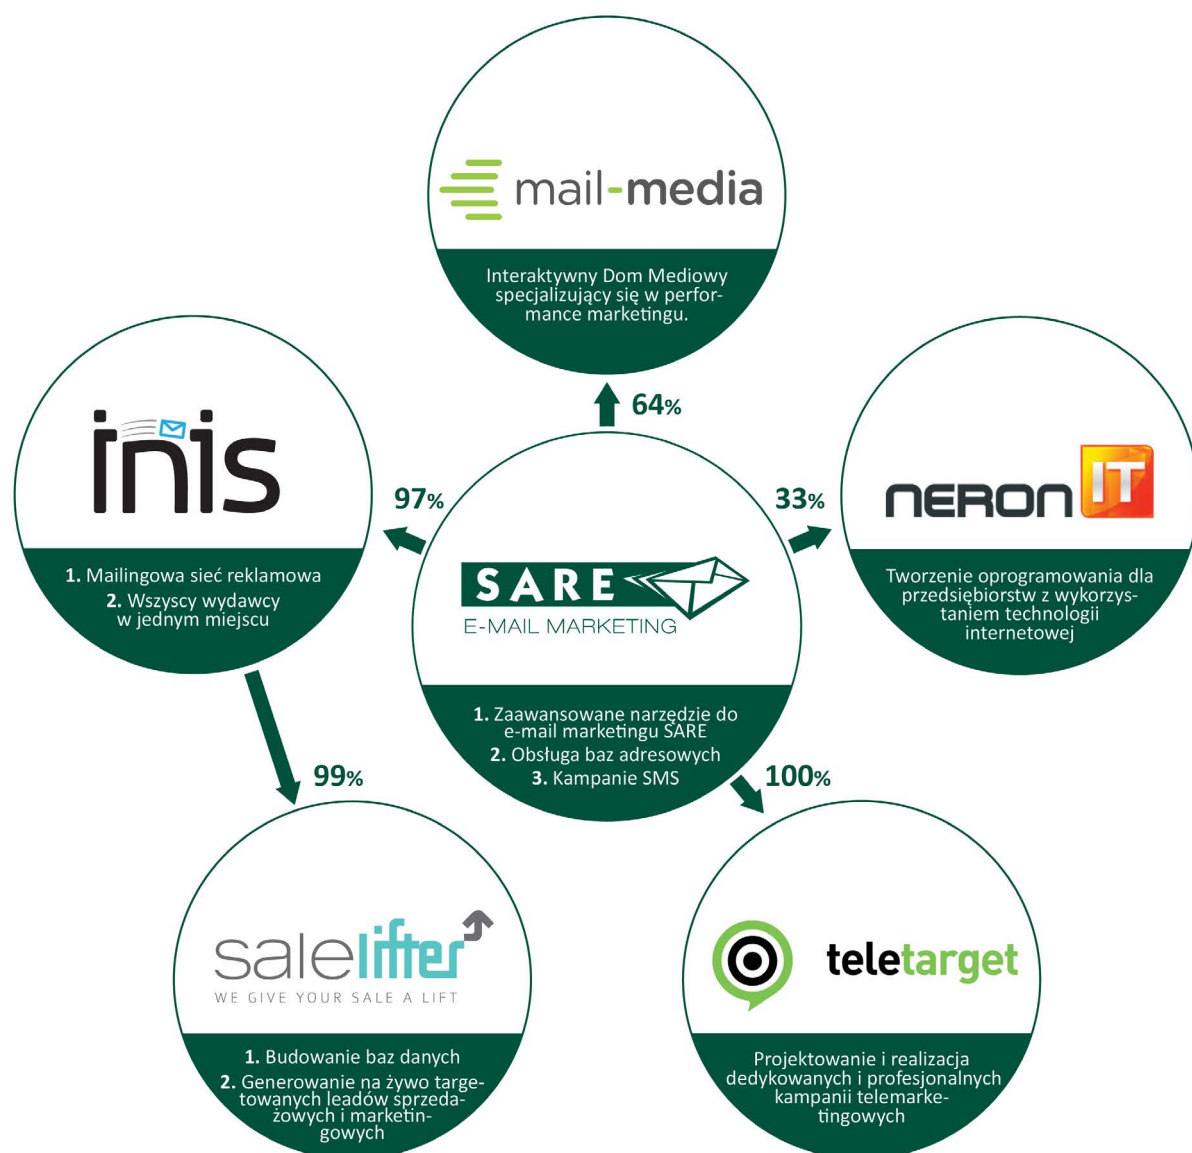 mail-media
Interaktywny Dom Mediowy
specjalizujący się w perfor-
mance marketingu.
64%
inis
1. Mailingowa sieć reklamowa
2. Wszyscy wydawcy
w jednym miejscu
97%
33%
NERON IT
Tworzenie oprogramowania dla
przedsiębiorstw z wykorzys-
taniem technologii
internetowej
SARE
E-MAIL MARKETING
1. Zaawansowane narzędzie do
e-mail marketingu SARE
2. Obsługa baz adresowych
3. Kampanie SMS
99%
100%
salelifter
WE GIVE YOUR SALE A LIFT
1. Budowanie baz danych
2. Generowanie na żywo targe-
towanych leadów sprzeda-
żowych i marketin-
gowych
teletarget
Projektowanie i realizacja
dedykowanych i profesjonalnych
kampanii telemarke-
tingowych